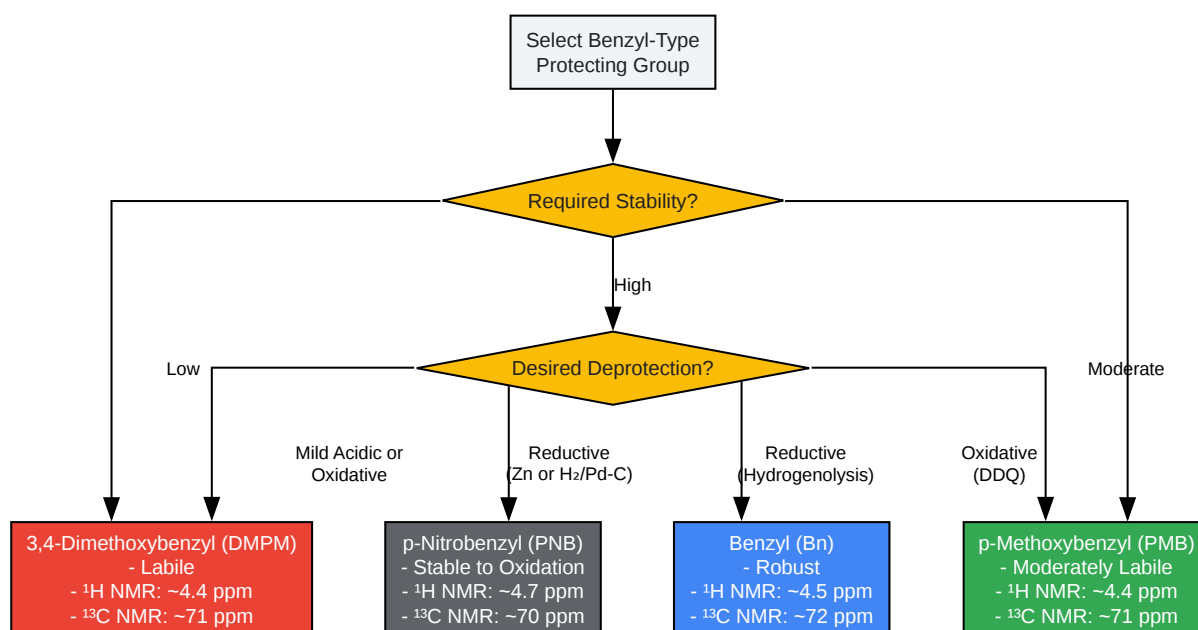 Select Benzyl-Type
Protecting Group
Required Stability?
High
Desired Deprotection?
Low
Moderate
Mild Acidic or
Oxidative
Reductive
(Zn or H₂/Pd-C)
Reductive
(Hydrogenolysis)
Oxidative
(DDQ)
3,4-Dimethoxybenzyl (DMPM)
- Labile
- ¹H NMR: ~4.4 ppm
- ¹³C NMR: ~71 ppm
p-Nitrobenzyl (PNB)
- Stable to Oxidation
- ¹H NMR: ~4.7 ppm
- ¹³C NMR: ~70 ppm
Benzyl (Bn)
- Robust
- ¹H NMR: ~4.5 ppm
- ¹³C NMR: ~72 ppm
p-Methoxybenzyl (PMB)
- Moderately Labile
- ¹H NMR: ~4.4 ppm
- ¹³C NMR: ~71 ppm